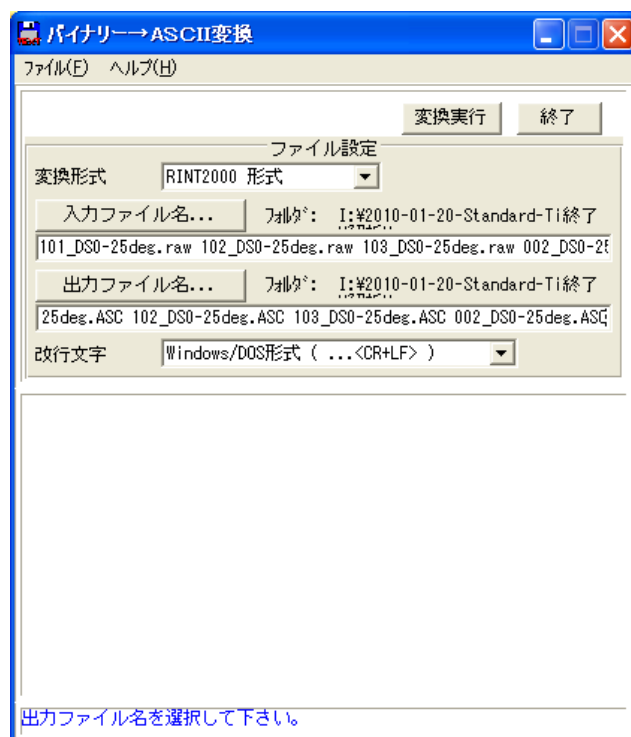 バイナリー→ASCII変換
ファイル(F) ヘルプ(H)
変換実行 終了
ファイル設定
変換形式 RINT2000 形式
入力ファイル名... フォルダ: I:¥2010-01-20-Standard-Ti終了
101_DS0-25deg.raw 102_DS0-25deg.raw 103_DS0-25deg.raw 002_DS0-25
出力ファイル名... フォルダ: I:¥2010-01-20-Standard-Ti終了
25deg.ASC 102_DS0-25deg.ASC 103_DS0-25deg.ASC 002_DS0-25deg.ASC
改行文字 Windows/DOS形式 ( ...<CR+LF> )
出力ファイル名を選択して下さい。